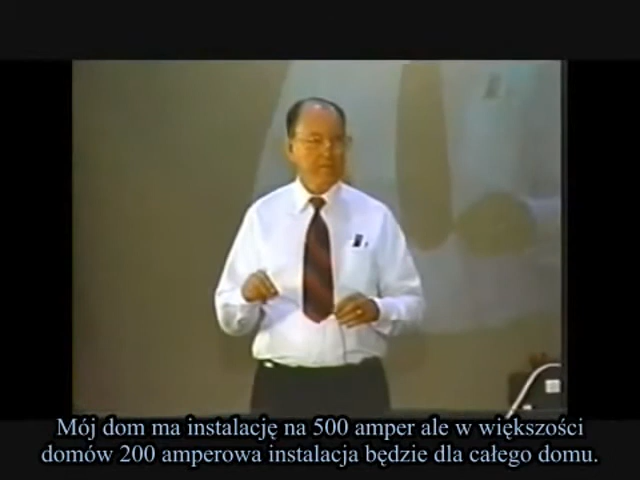 Mój dom ma instalację na 500 amper ale w większości
domów 200 amperowa instalacja będzie dla całego domu.